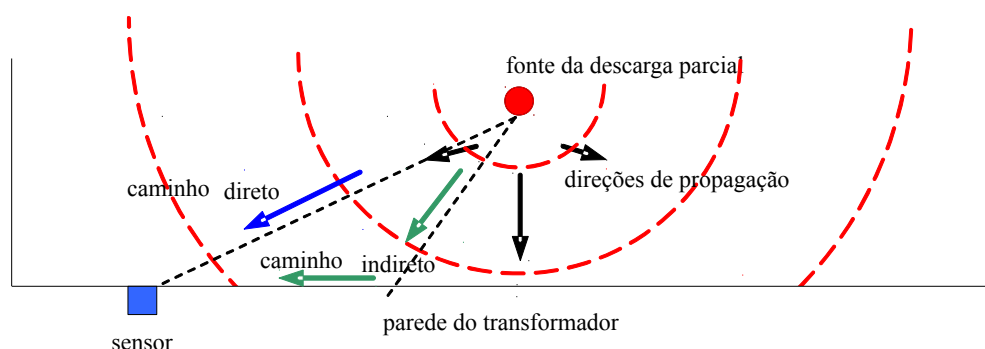 fonte da descarga parcial
direções de propagação
caminho direto
caminho indireto
parede do transformador
sensor